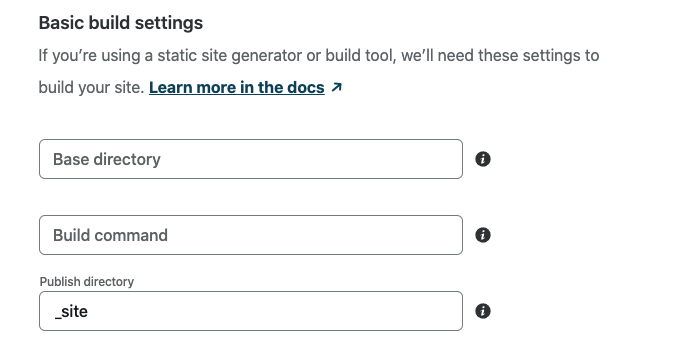 Basic build settings
If you’re using a static site generator or build tool, we’ll need these settings to
build your site. Learn more in the docs ↗
Base directory
Build command
Publish directory
_site